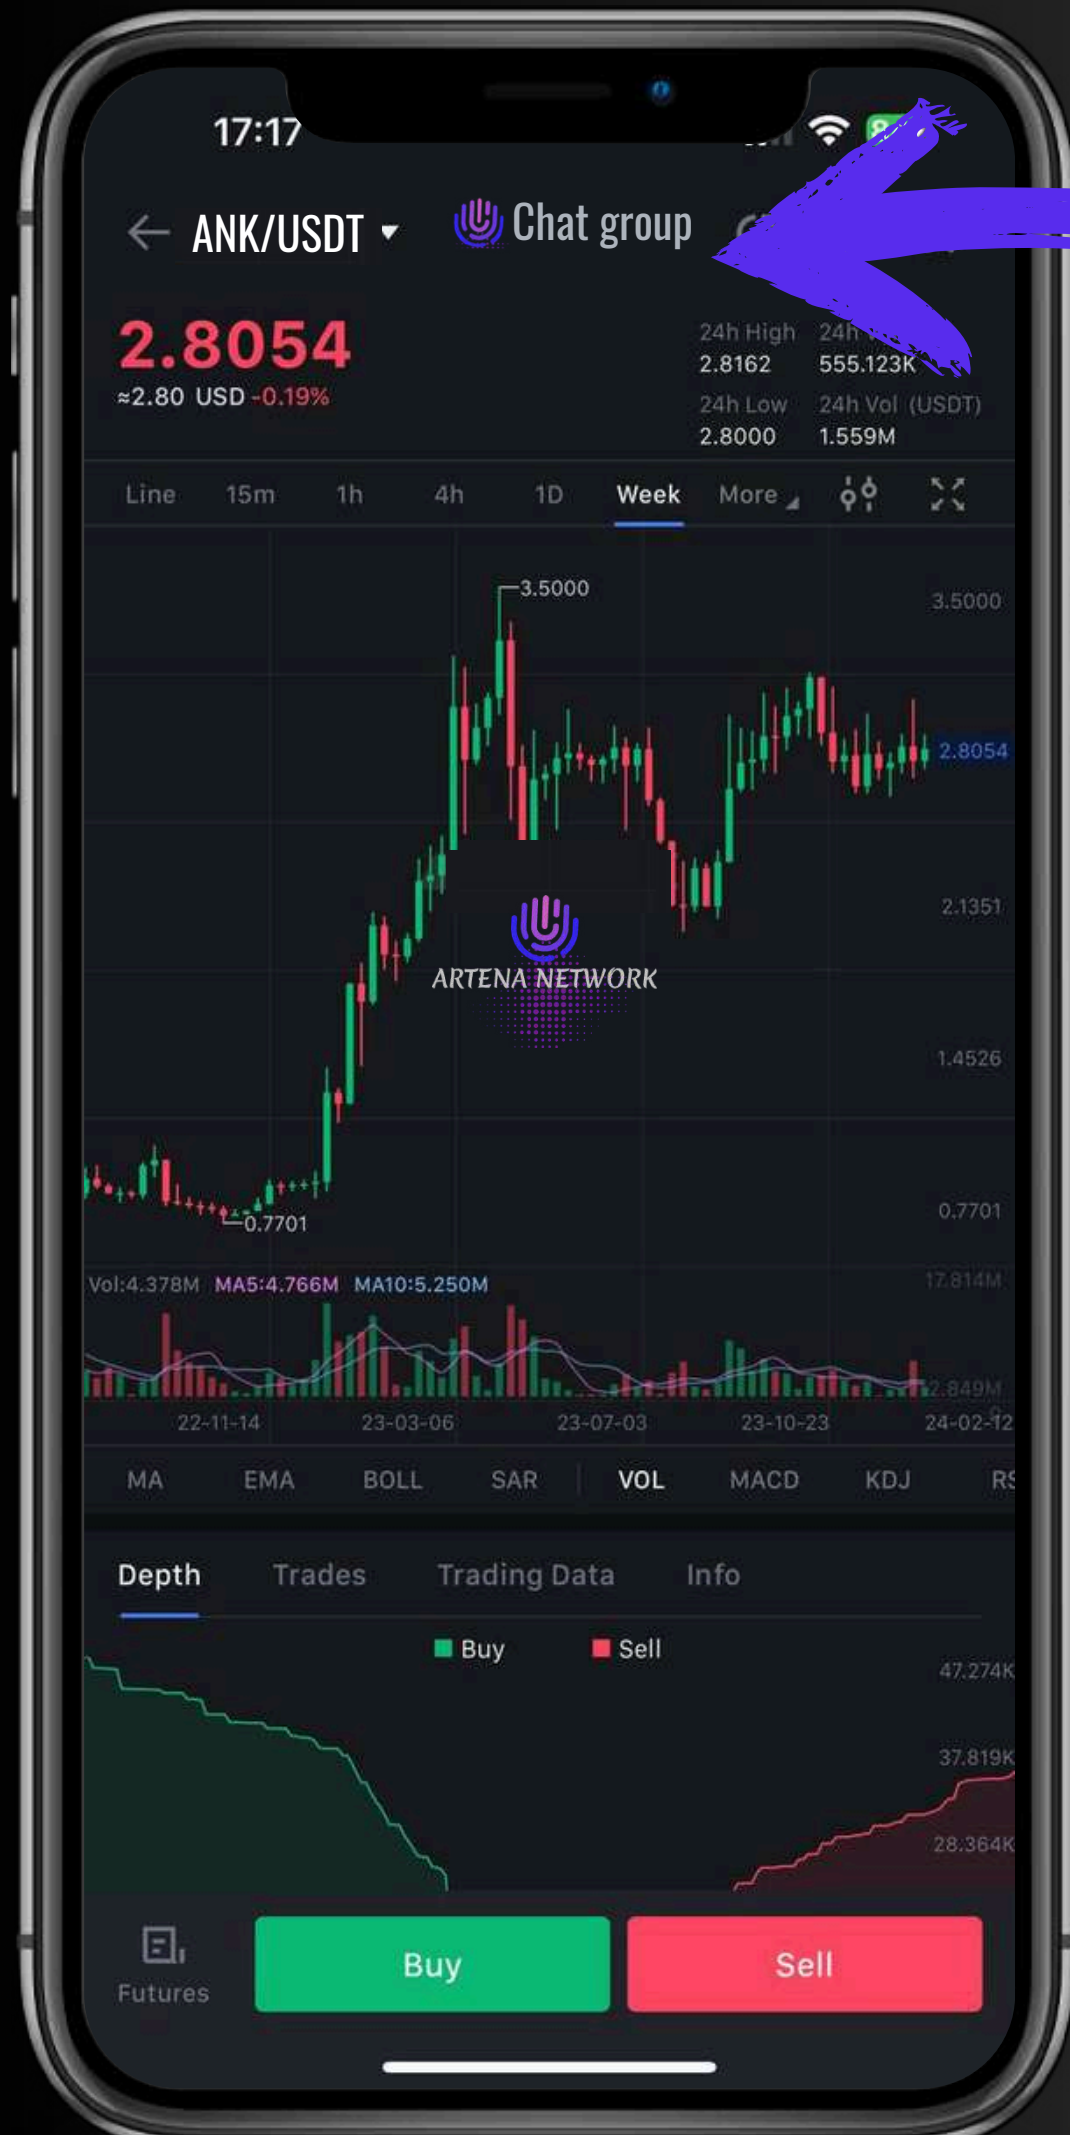 17:17
ANK/USDT
Chat group
2.8054
≈2.80 USD -0.19%
24h High
2.8162
24h
555.123K
24h Low
2.8000
24h Vol (USDT)
1.559M
Line 15m 1h 4h 1D Week More
3.5000
3.5000
2.8054
2.1351
ARTENA NETWORK
1.4526
0.7701
0.7701
Vol:4.378M MA5:4.766M MA10:5.250M
17.814M
2.849M
22-11-14 23-03-06 23-07-03 23-10-23 24-02-12
MA EMA BOLL SAR VOL MACD KDJ
Depth Trades Trading Data Info
Buy Sell
47.274K
37.819K
28.364K
Futures
Buy
Sell